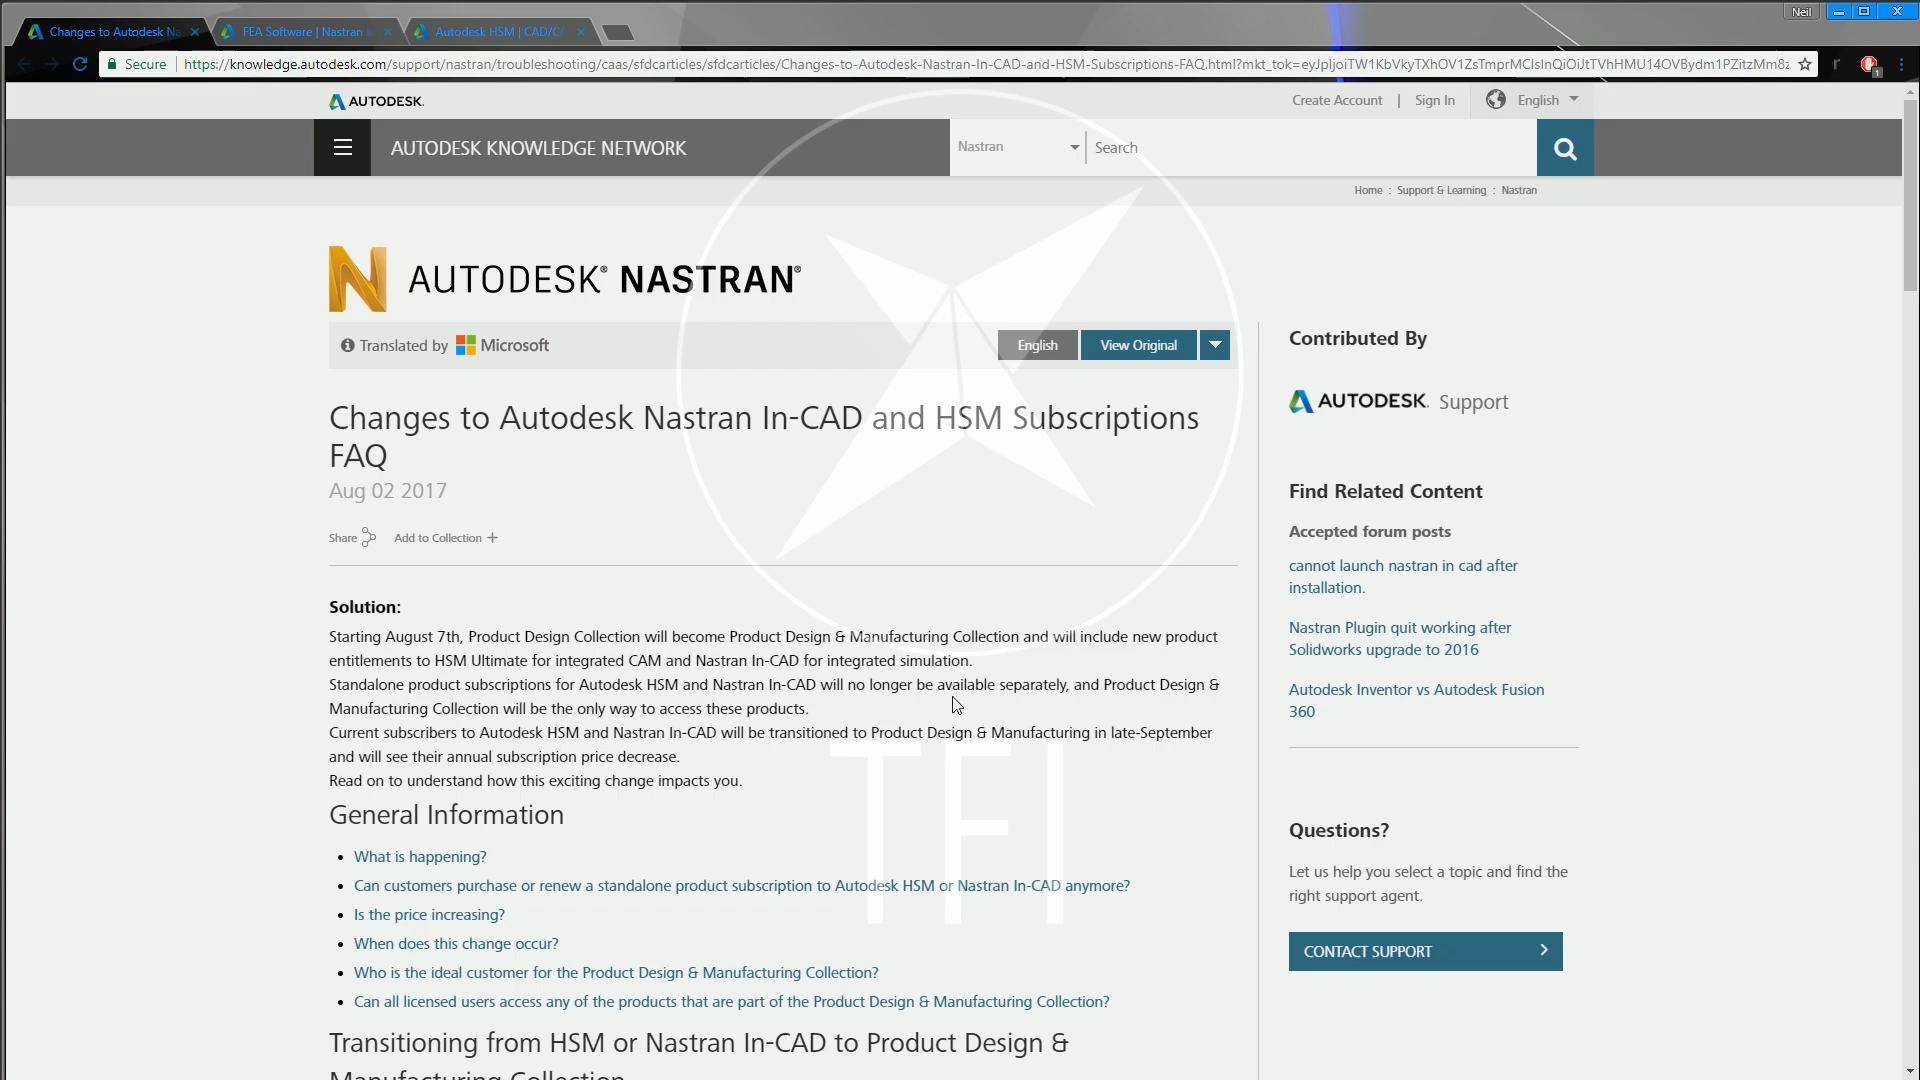 Neil
Changes to Autodesk Na
FEA Software | Nastran I
Autodesk HSM | CAD/CA
Secure
https://knowledge.autodesk.com/support/nastran/troubleshooting/caas/sfdcarticles/sfdcarticles/Changes-to-Autodesk-Nastran-In-CAD-and-HSM-Subscriptions-FAQ.html?mkt_tok=
AUTODESK.
Create Account | Sign In
English
AUTODESK KNOWLEDGE NETWORK
Nastran
Search
Home : Support & Learning : Nastran
N AUTODESK® NASTRAN®
Translated by Microsoft
English
View Original
Changes to Autodesk Nastran In-CAD and HSM Subscriptions
FAQ
Aug 02 2017
Share
Add to Collection +
Solution:
Starting August 7th, Product Design Collection will become Product Design & Manufacturing Collection and will include new product
entitlements to HSM Ultimate for integrated CAM and Nastran In-CAD for integrated simulation.
Standalone product subscriptions for Autodesk HSM and Nastran In-CAD will no longer be available separately, and Product Design &
Manufacturing Collection will be the only way to access these products.
Current subscribers to Autodesk HSM and Nastran In-CAD will be transitioned to Product Design & Manufacturing in late-September
and will see their annual subscription price decrease.
Read on to understand how this exciting change impacts you.
General Information
• What is happening?
• Can customers purchase or renew a standalone product subscription to Autodesk HSM or Nastran In-CAD anymore?
• Is the price increasing?
• When does this change occur?
• Who is the ideal customer for the Product Design & Manufacturing Collection?
• Can all licensed users access any of the products that are part of the Product Design & Manufacturing Collection?
Transitioning from HSM or Nastran In-CAD to Product Design &
Manufacturing Collection
Contributed By
AUTODESK. Support
Find Related Content
Accepted forum posts
cannot launch nastran in cad after
installation.
Nastran Plugin quit working after
Solidworks upgrade to 2016
Autodesk Inventor vs Autodesk Fusion
360
Questions?
Let us help you select a topic and find the
right support agent.
CONTACT SUPPORT
TFI